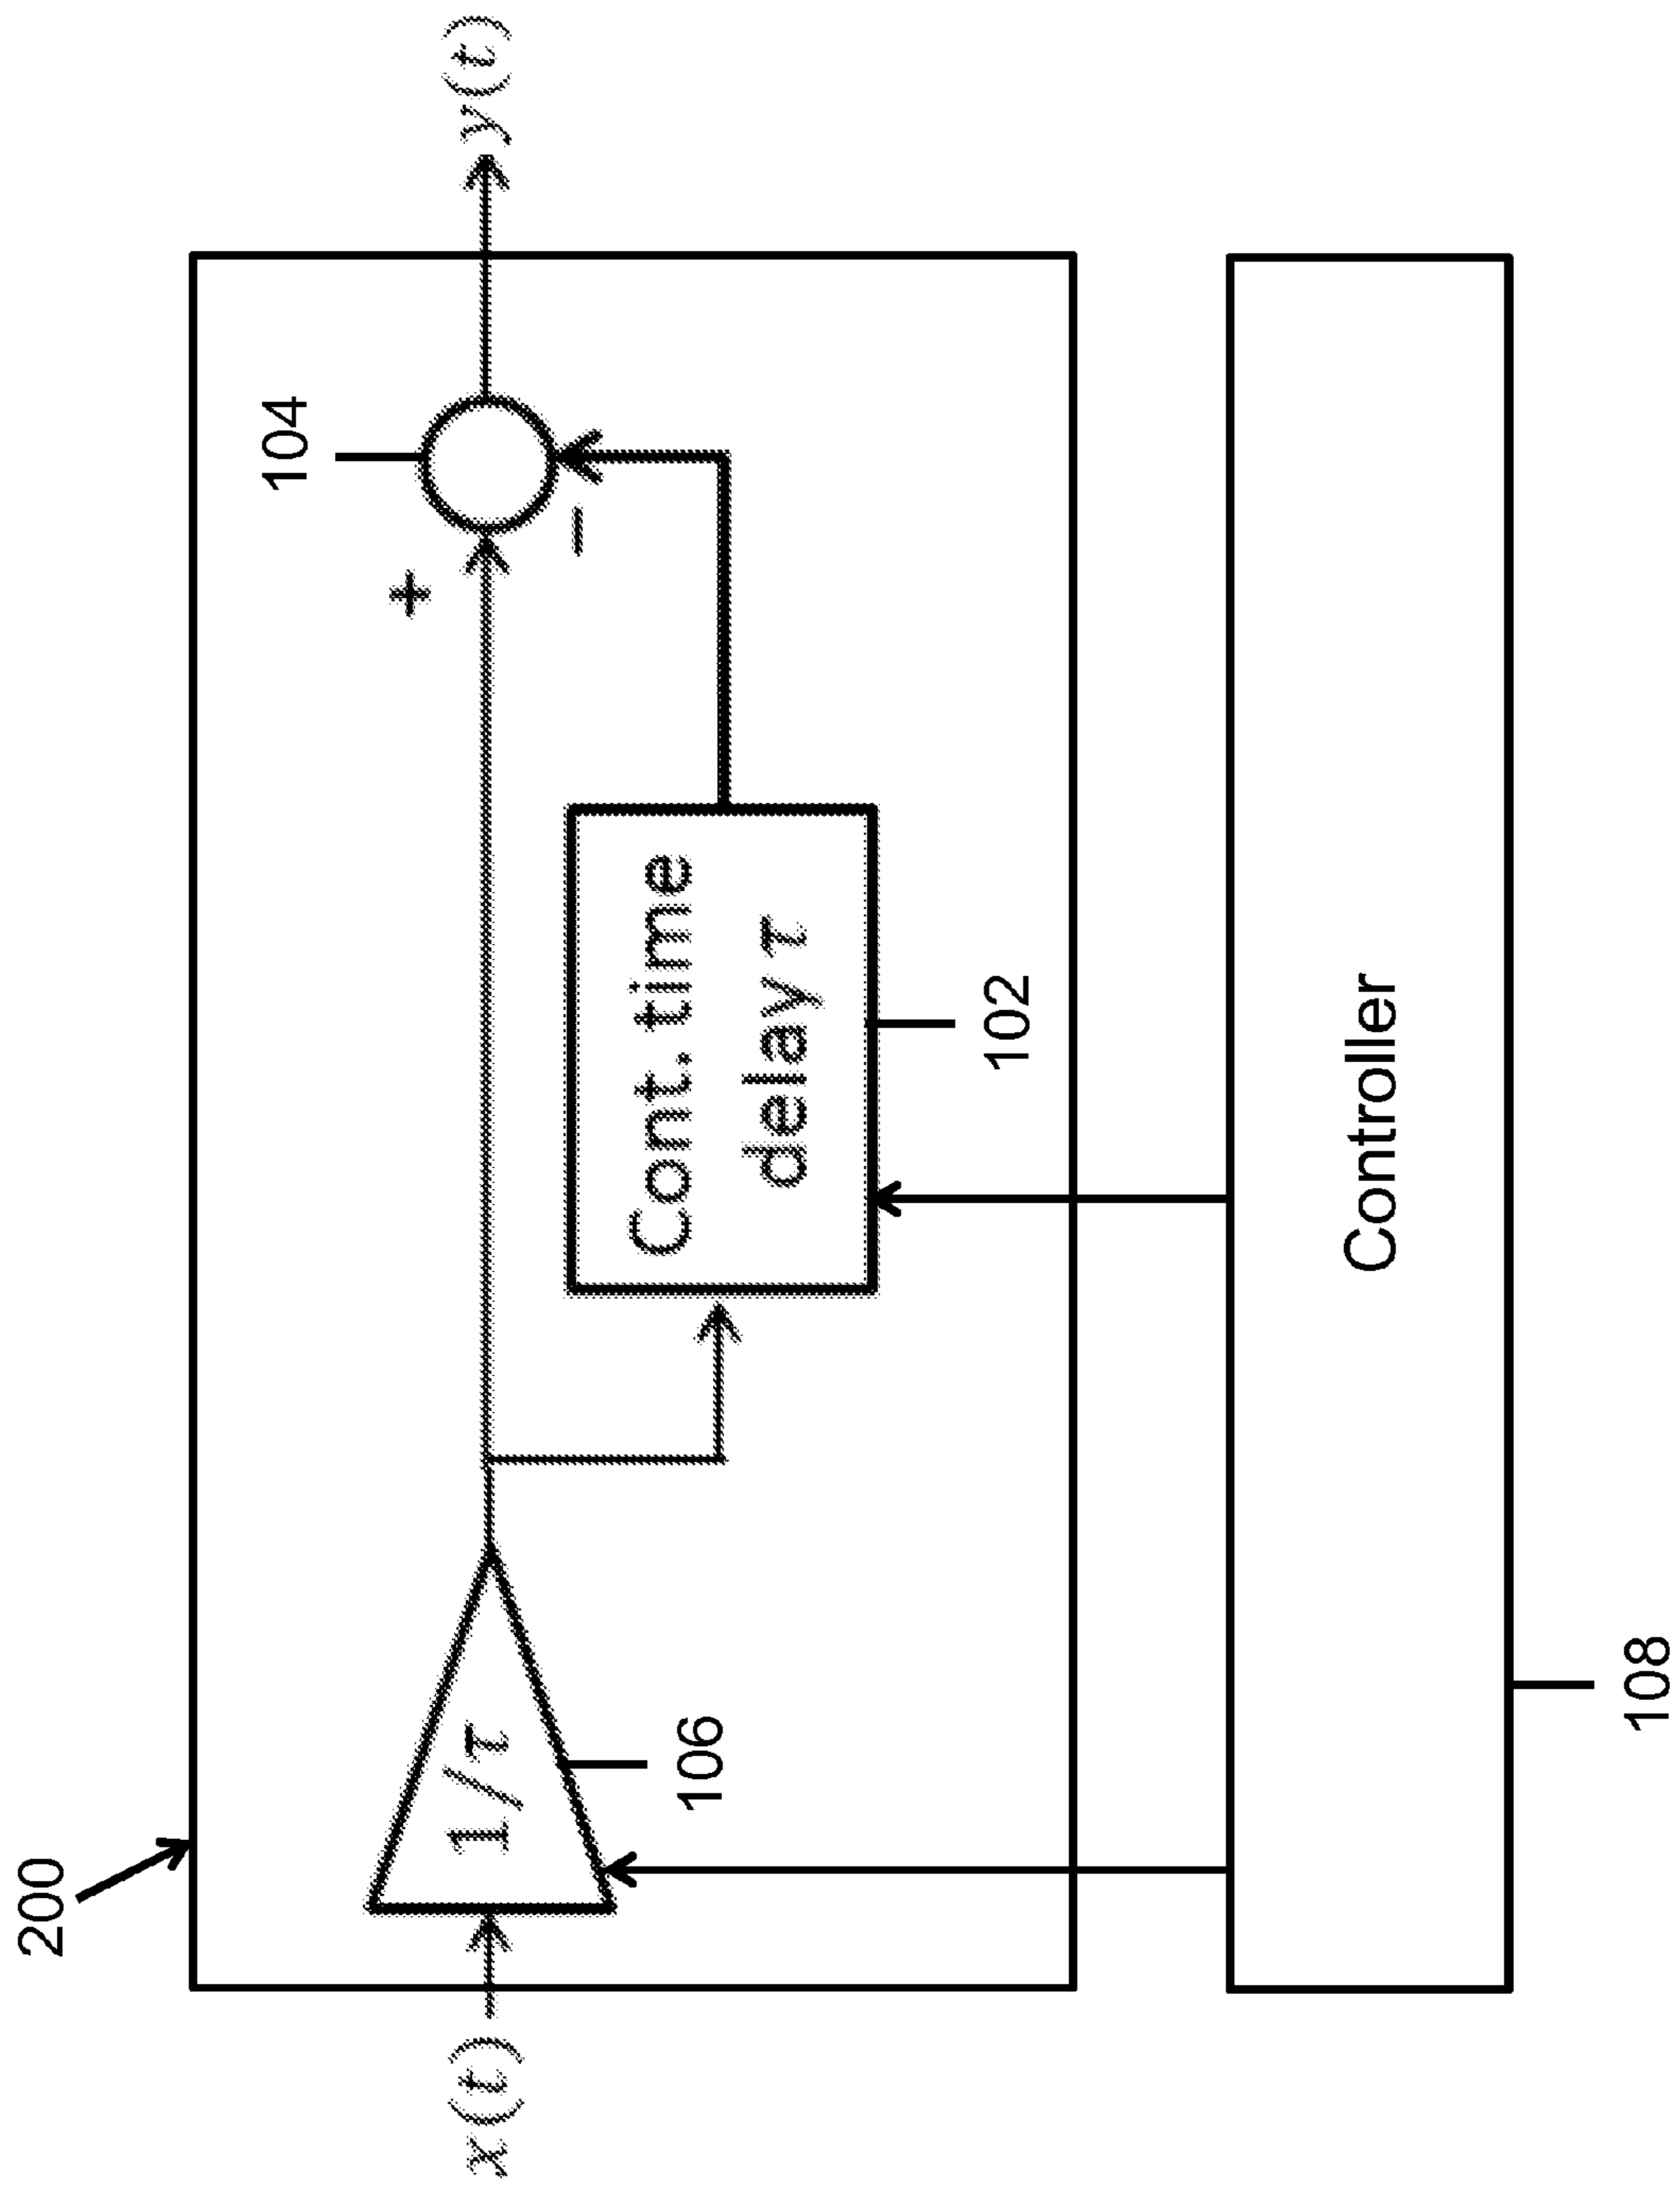 200
104
+
−
x(t)
1/τ
y(t)
106
Cont. time
delay τ
102
Controller
108